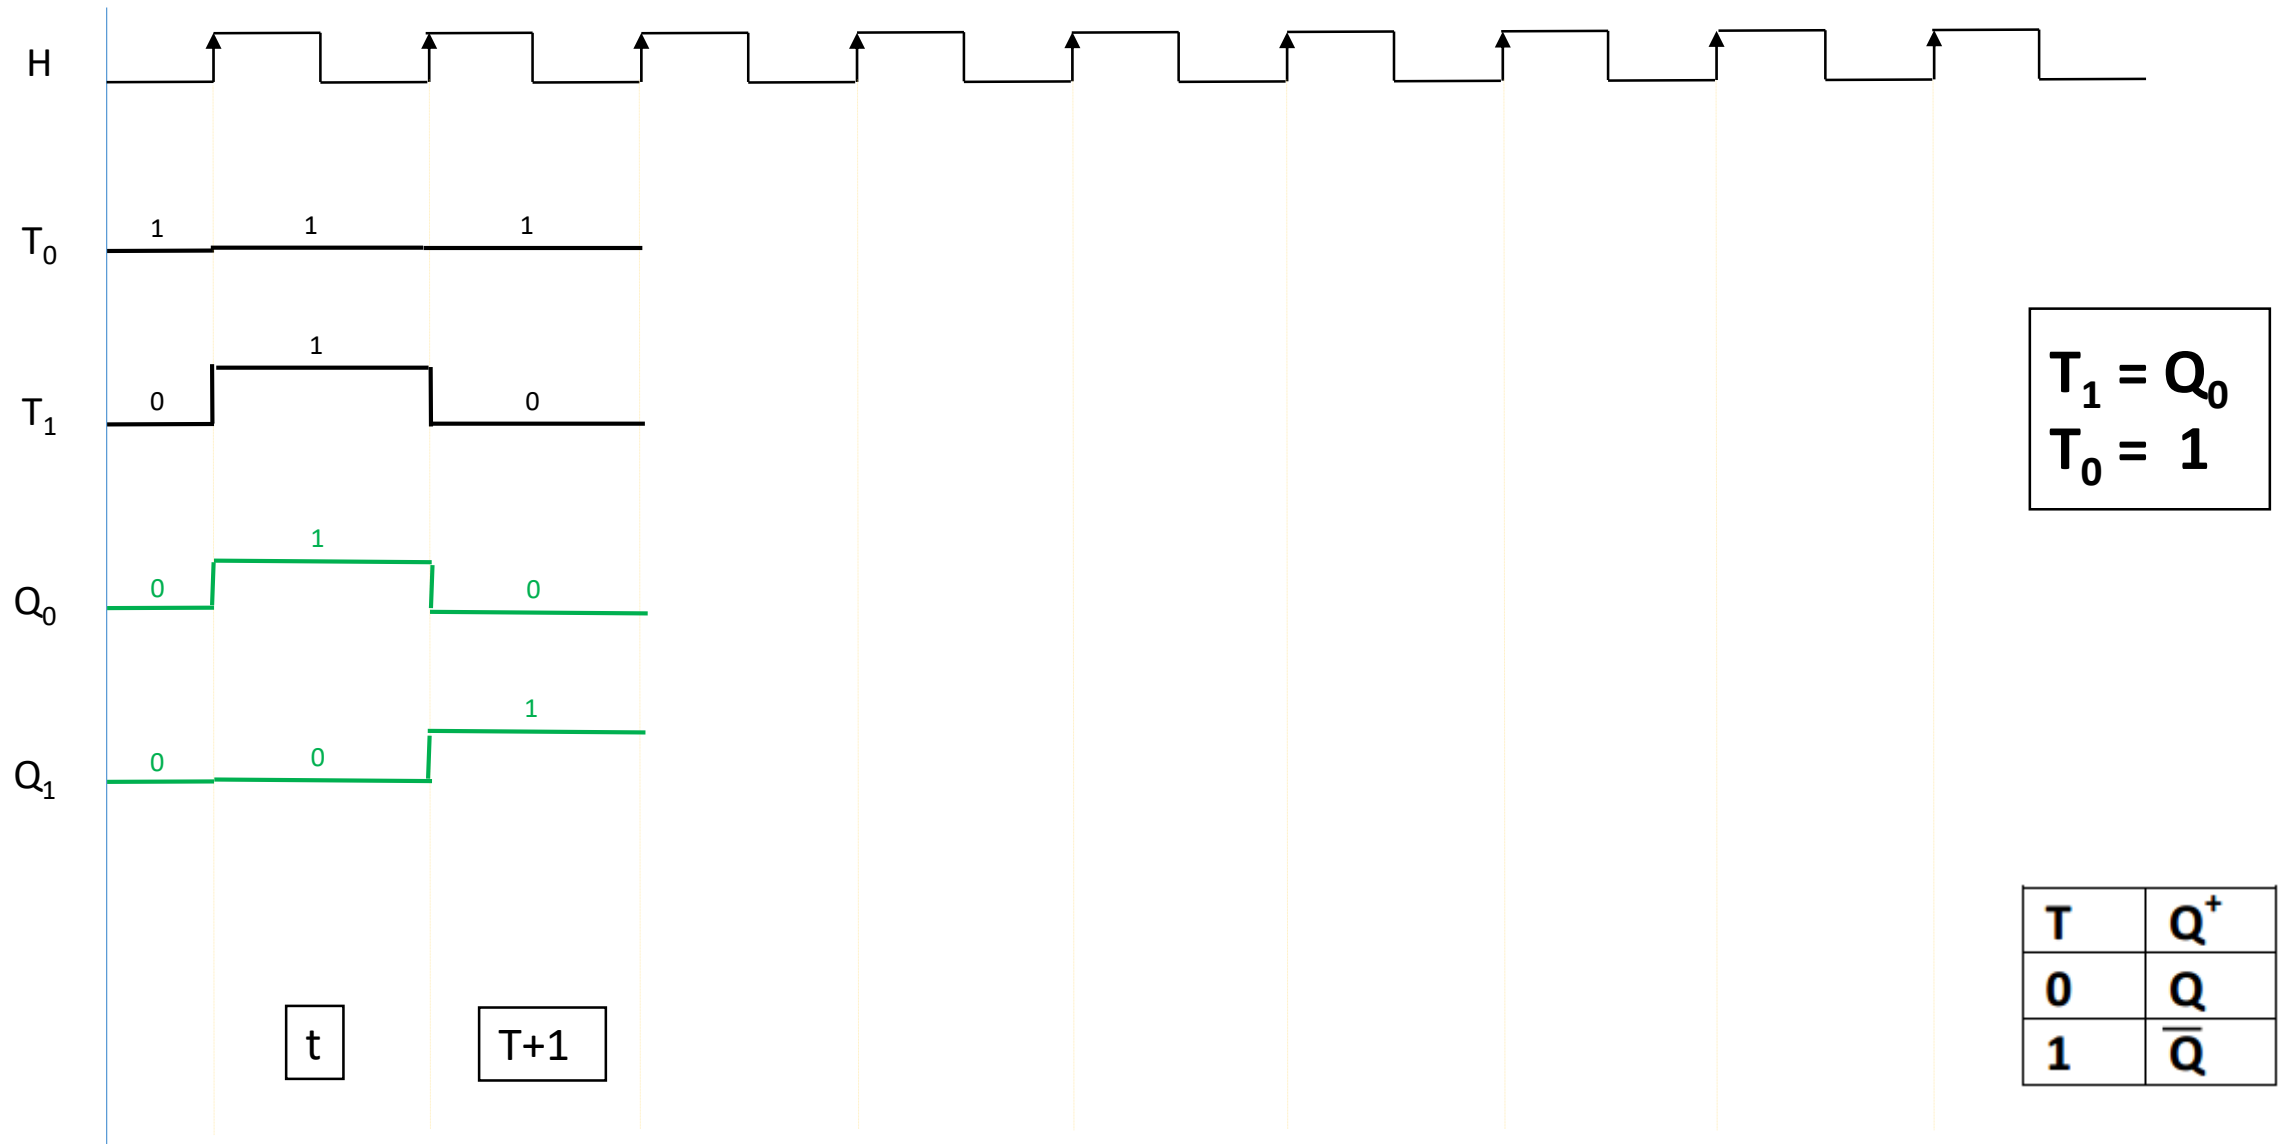 H
1 1 1
T₀
1
0 0
T₁
T₁ = Q₀
T₀ = 1
1
0 0
Q₀
1
0 0
Q₁
t T+1
T Q⁺
0 Q
1 Q̅